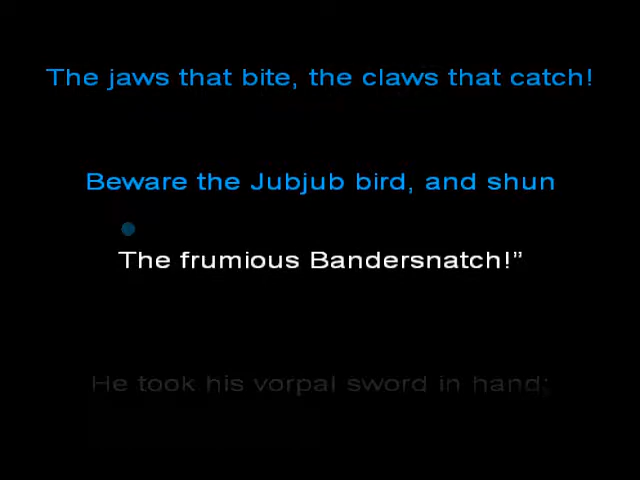 The jaws that bite, the claws that catch!
Beware the Jubjub bird, and shun
The frumious Bandersnatch!”
He took his vorpal sword in hand;